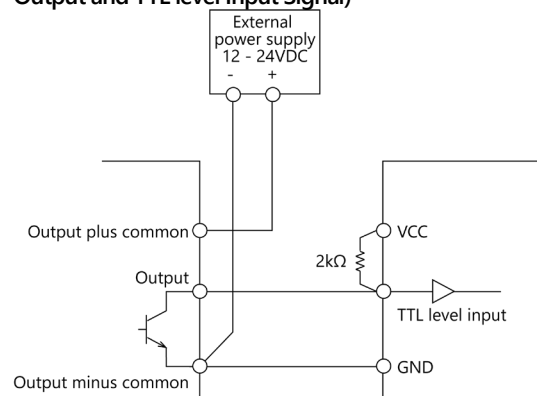 Output and TTL level Input Signal)
External
power supply
12 - 24VDC
- +
Output plus common
VCC
2kΩ
Output
TTL level input
GND
Output minus common